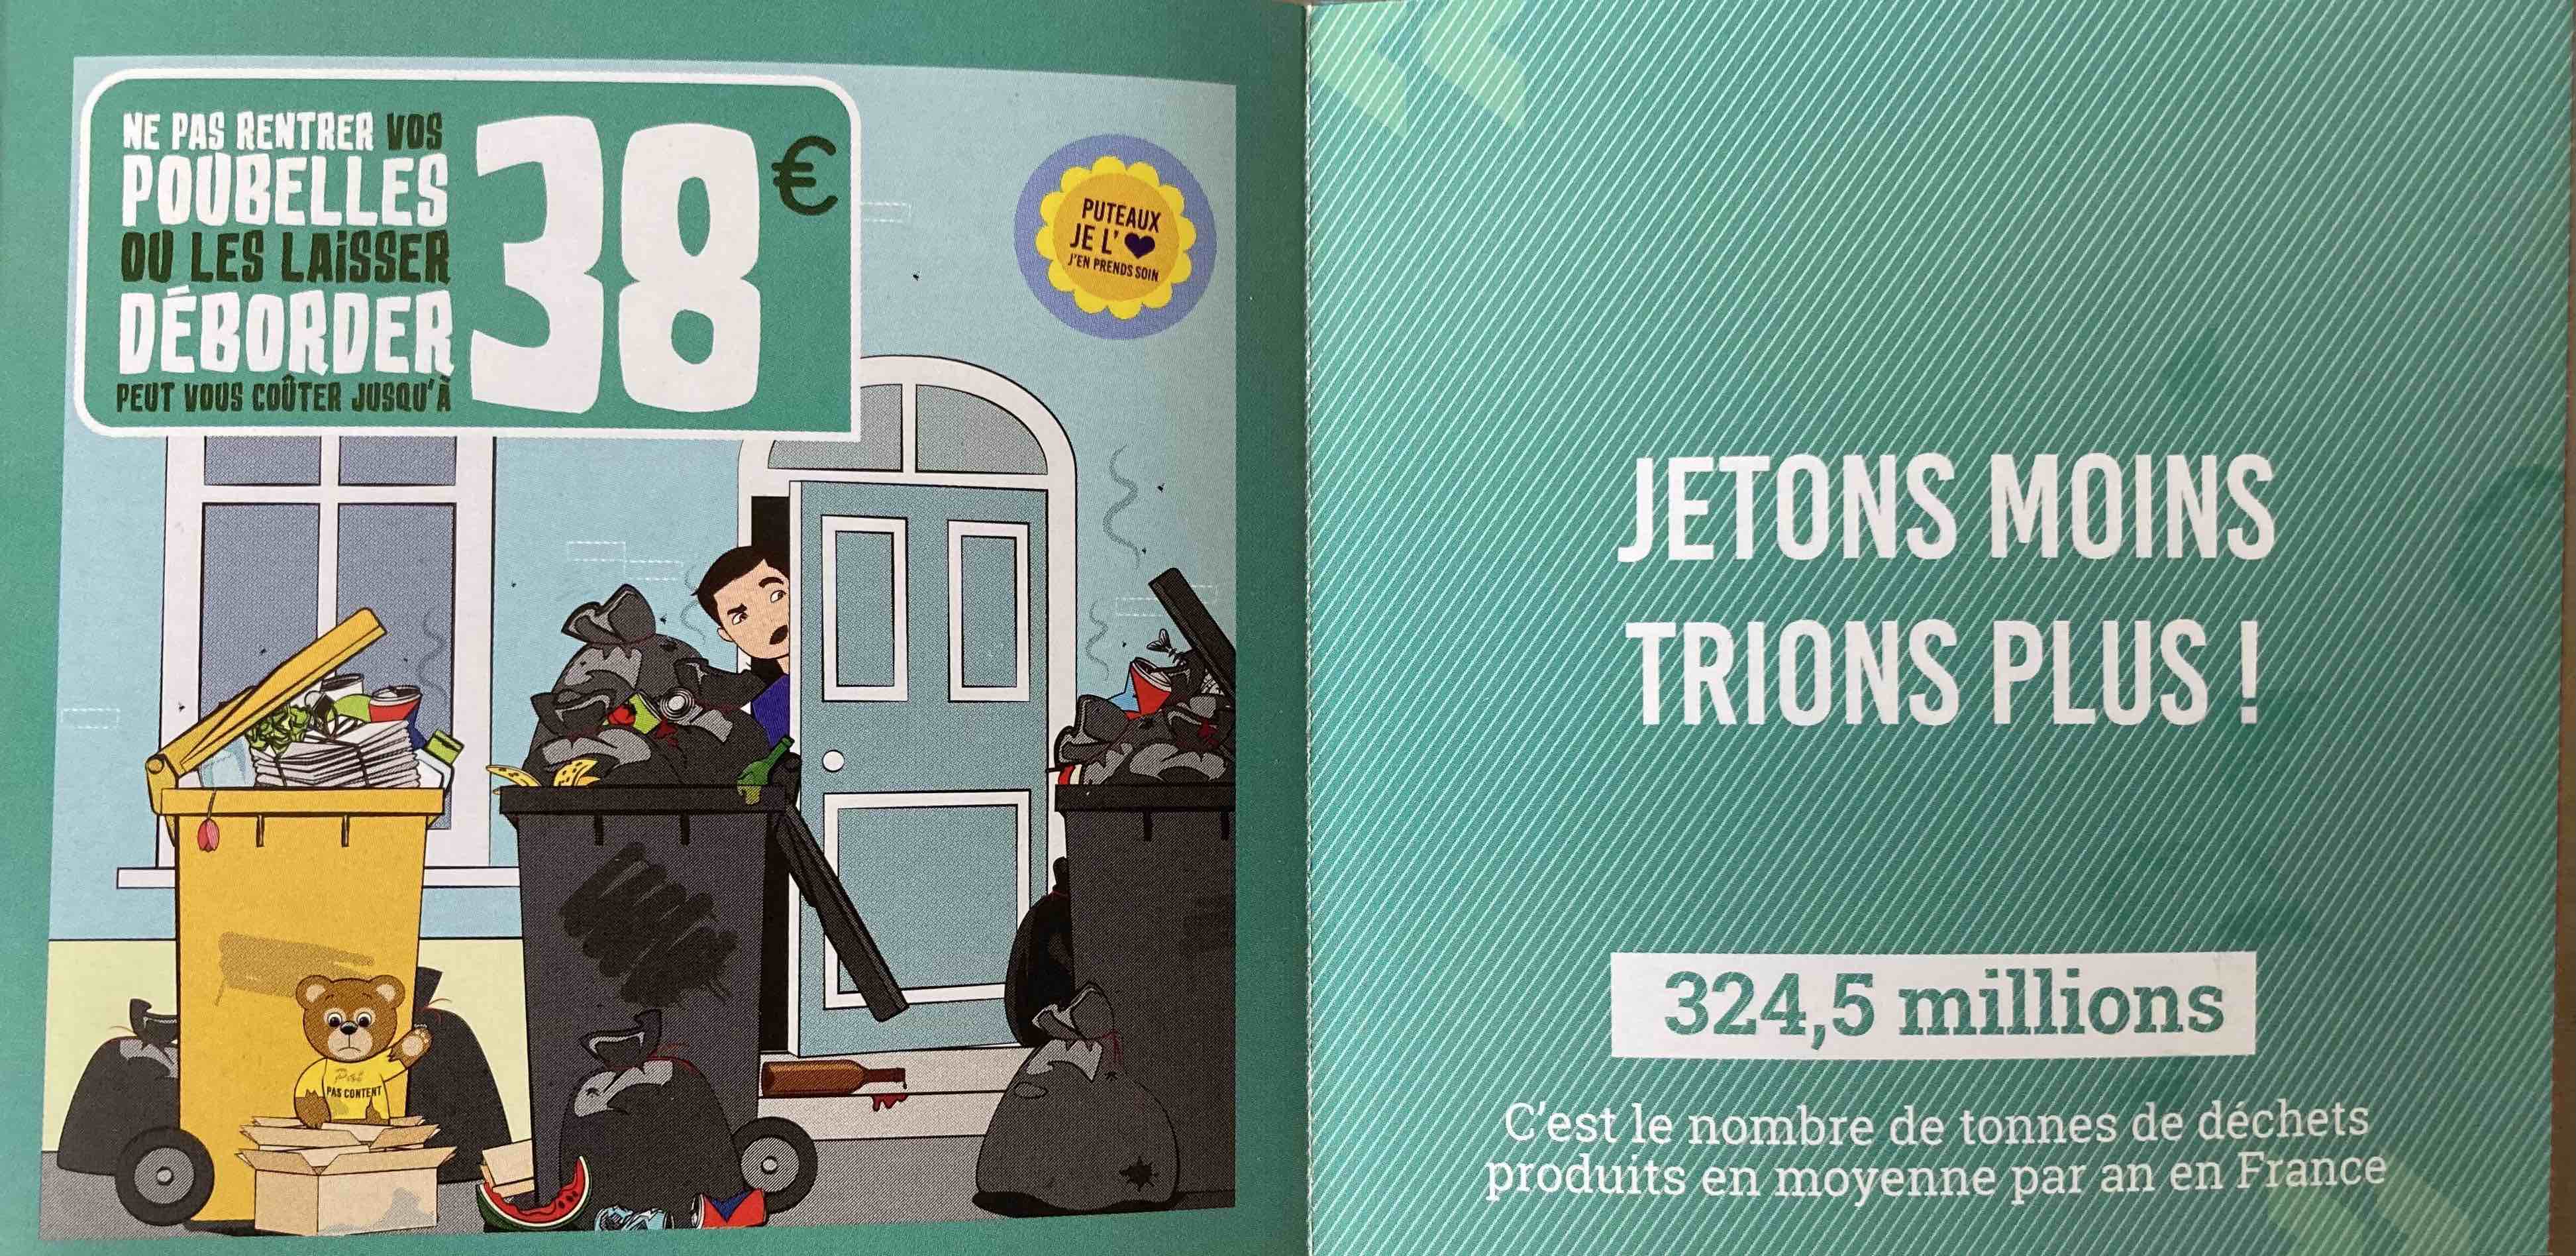 NE PAS RENTRER VOS
POUBELLES
OU LES LAISSER
DÉBORDER
PEUT VOUS COÛTER JUSQU'À
38€
PUTEAUX
JE L'
J'EN PRENDS SOIN
PAS CONTENT
JETONS MOINS
TRIONS PLUS !
324,5 millions
C'est le nombre de tonnes de déchets
produits en moyenne par an en France